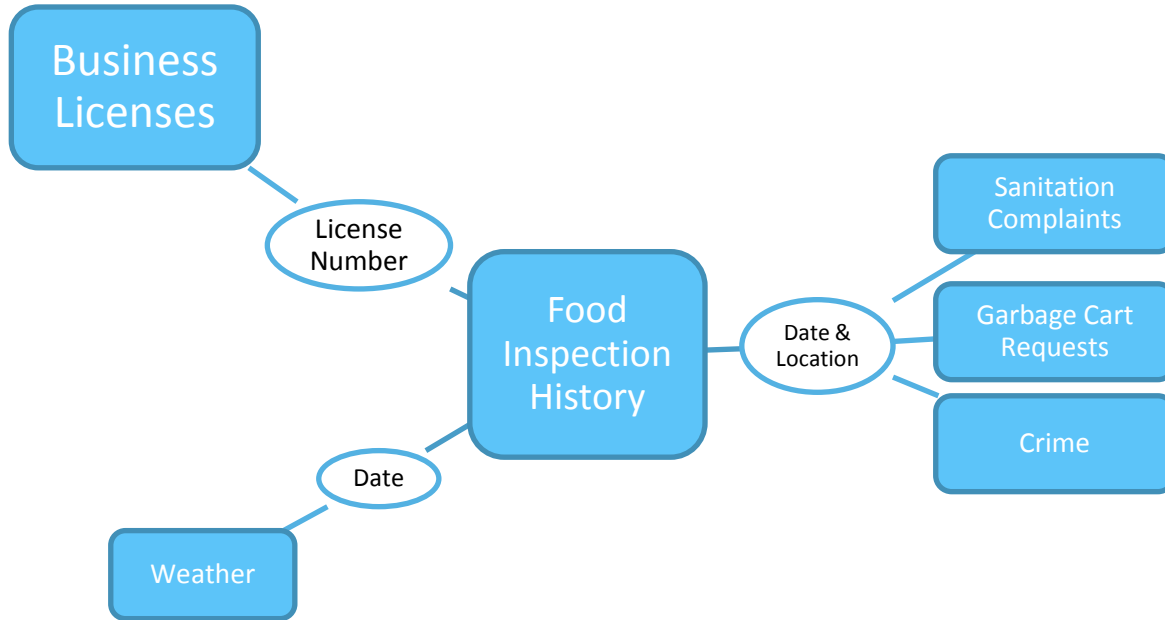 Business
Licenses
License
Number
Food
Inspection
History
Date &
Location
Sanitation
Complaints
Garbage Cart
Requests
Crime
Date
Weather